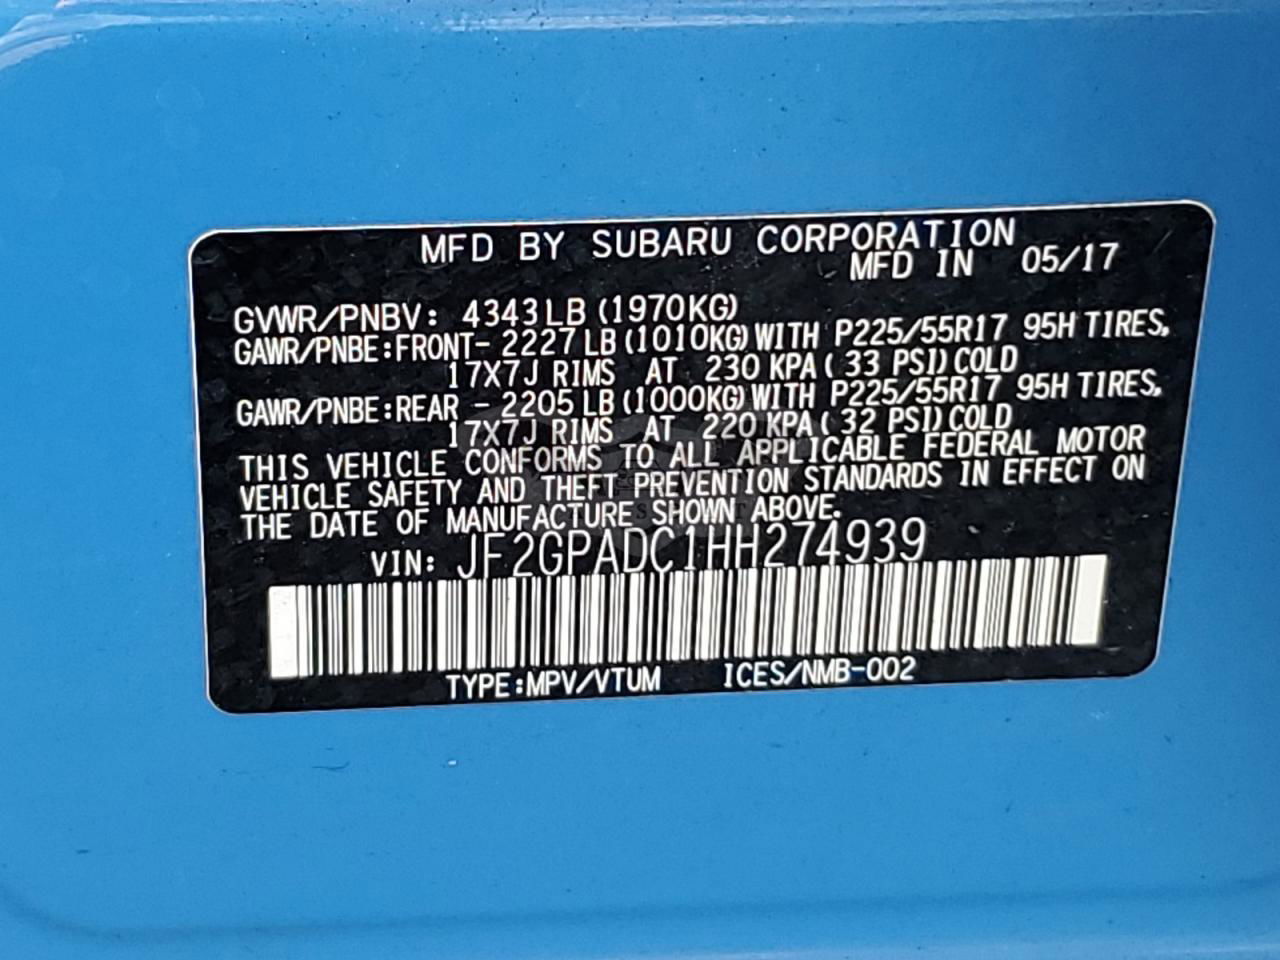 MFD BY SUBARU CORPORATION
MFD IN 05/17
GVWR/PNBV: 4343LB (1970KG)
GAWR/PNBE:FRONT- 2227LB (1010KG) WITH P225/55R17 95H TIRES,
17X7J RIMS AT 230 KPA ( 33 PSI) COLD
GAWR/PNBE:REAR - 2205LB (1000KG) WITH P225/55R17 95H TIRES,
17X7J RIMS AT 220 KPA ( 32 PSI) COLD
THIS VEHICLE CONFORMS TO ALL APPLICABLE FEDERAL MOTOR
VEHICLE SAFETY AND THEFT PREVENTION STANDARDS IN EFFECT ON
THE DATE OF MANUFACTURE SHOWN ABOVE.
VIN: JF2GPADC1HH274939
TYPE:MPV/VTUM ICES/NMB-002